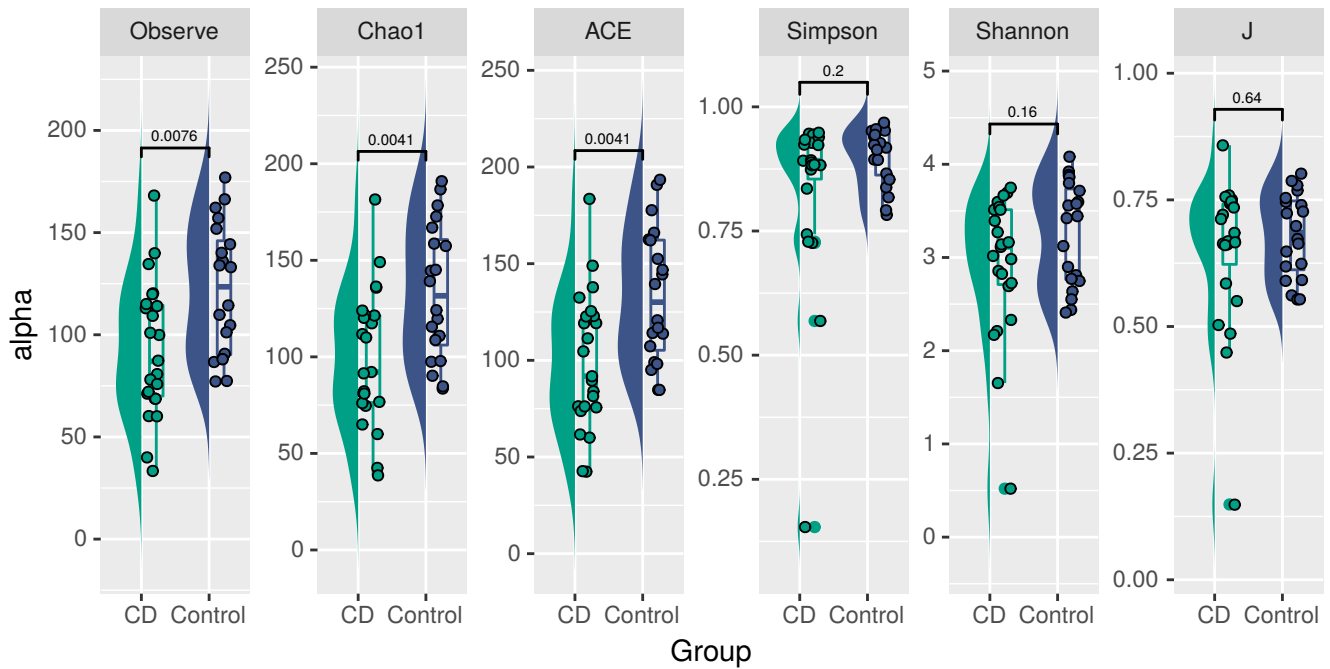 Observe
Chao1
ACE
Simpson
Shannon
J
alpha
200
150
100
50
0
0.0076
CD
Control
250
200
150
100
50
0
0.0041
CD
Control
250
200
150
100
50
0
0.0041
CD
Control
1.00
0.75
0.50
0.25
0.2
CD
Control
5
4
3
2
1
0
0.16
CD
Control
1.00
0.75
0.50
0.25
0.00
0.64
CD
Control
Group